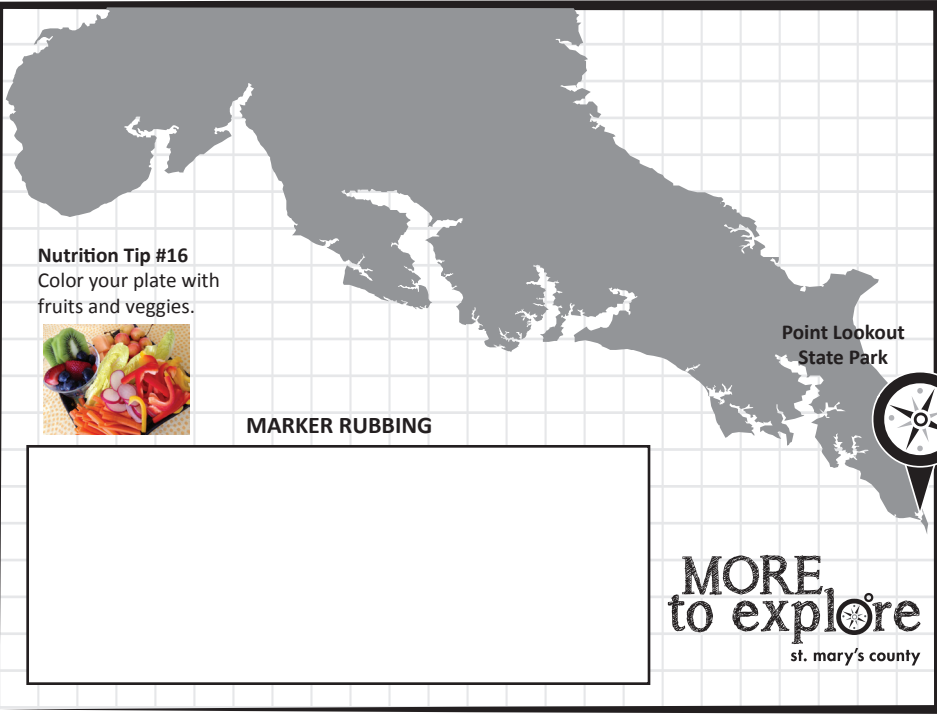 Nutrition Tip #16
Color your plate with
fruits and veggies.
Point Lookout
State Park
MARKER RUBBING
MORE
to explore
st. mary's county